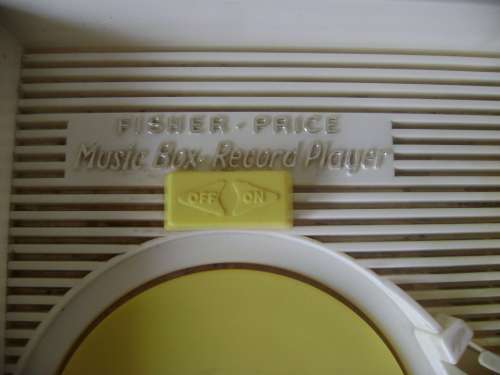 FISHER-PRICE
Music Box Record Player
OFF ON